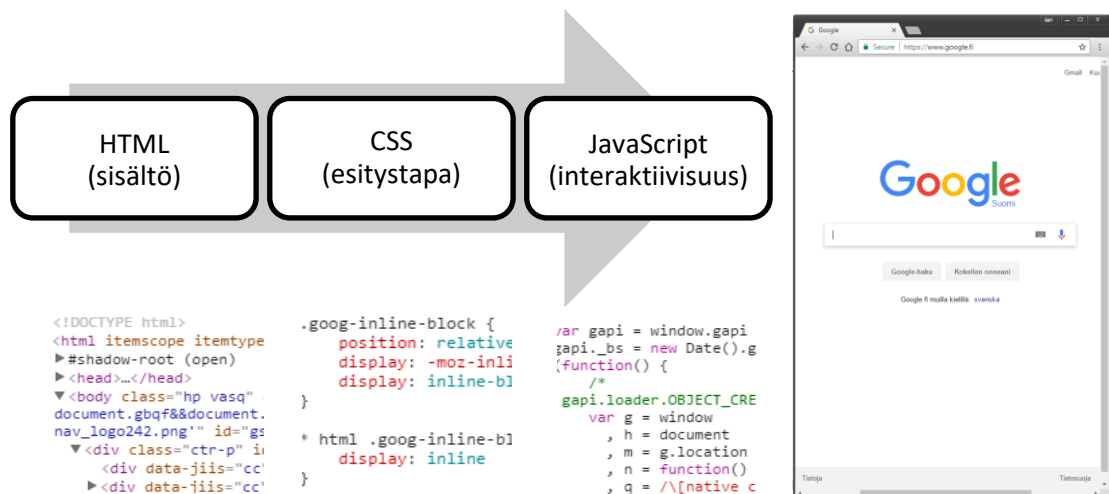 HTML
(sisältö)
CSS
(esitystapa)
JavaScript
(interaktiivisuus)
<!DOCTYPE html>
<html itemscope itemtype
▶#shadow-root (open)
▶<head>…</head>
▼<body class="hp vasq"
document.gbqf&&document.
nav_logo242.png'" id="gs
▼<div class="ctr-p" id
<div data-jiis="cc"
▶<div data-jiis="cc"
.goog-inline-block {
position: relative
display: -moz-inli
display: inline-bl
}
* html .goog-inline-bl
display: inline
}
var gapi = window.gapi
gapi._bs = new Date().g
(function() {
/*
gapi.loader.OBJECT_CRE
var g = window
, h = document
, m = g.location
, n = function()
, q = /\[native c
Jari
Google
Secure | https://www.google.fi
Gmail Kuv
Google
Suomi
Google-haku Kokeilen onneani
Google.fi muilla kielillä: svenska
Tietoja Tietosuoja